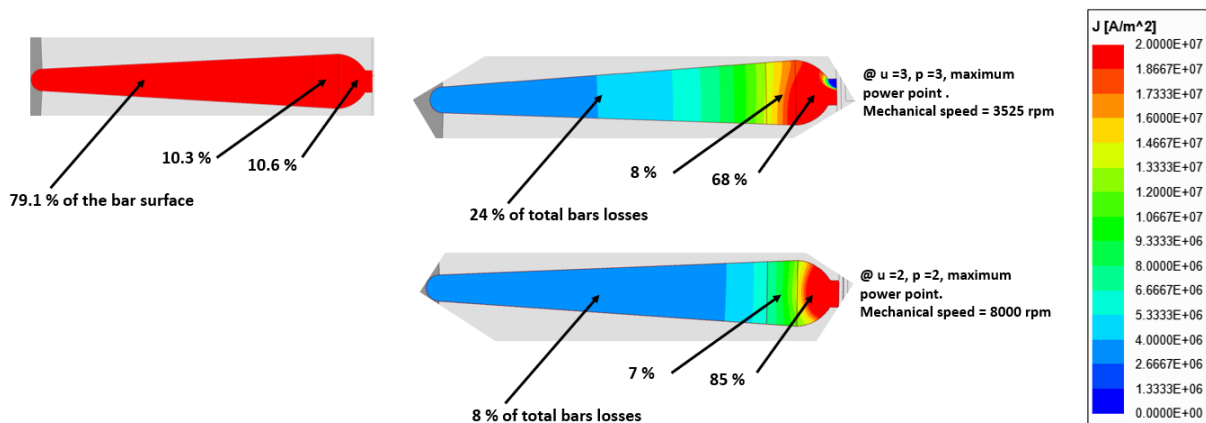 10.3 %
10.6 %
79.1 % of the bar surface
8 %
68 %
24 % of total bars losses
@ u =3, p =3, maximum
power point .
Mechanical speed = 3525 rpm
7 %
85 %
8 % of total bars losses
@ u =2, p =2, maximum
power point.
Mechanical speed = 8000 rpm
J [A/m^2]
2.0000E+07
1.8667E+07
1.7333E+07
1.6000E+07
1.4667E+07
1.3333E+07
1.2000E+07
1.0667E+07
9.3333E+06
8.0000E+06
6.6667E+06
5.3333E+06
4.0000E+06
2.6667E+06
1.3333E+06
0.0000E+00